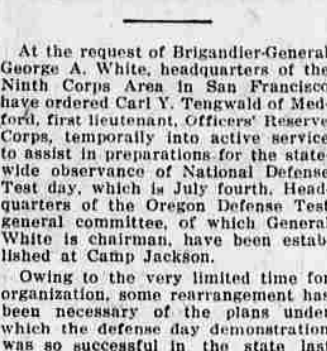 At the request of Brigandier-General
George A. White, headquarters of the
Ninth Corps Area in San Francisco
have ordered Carl Y. Tengwald of Med
ford, first lieutenant, Officers' Reserve
Corps, temporally into active service
to assist in preparations for the state
wide observance of National Defense
Test day, which is July fourth. Head
quarters of the Oregon Defense Test
general committee, of which General
White is chairman, have been estab
lished at Camp Jackson.
Owing to the very limited time for
organization, some rearrangement has
been necessary of the plans under
which the defense day demonstration
was so successful in the state last